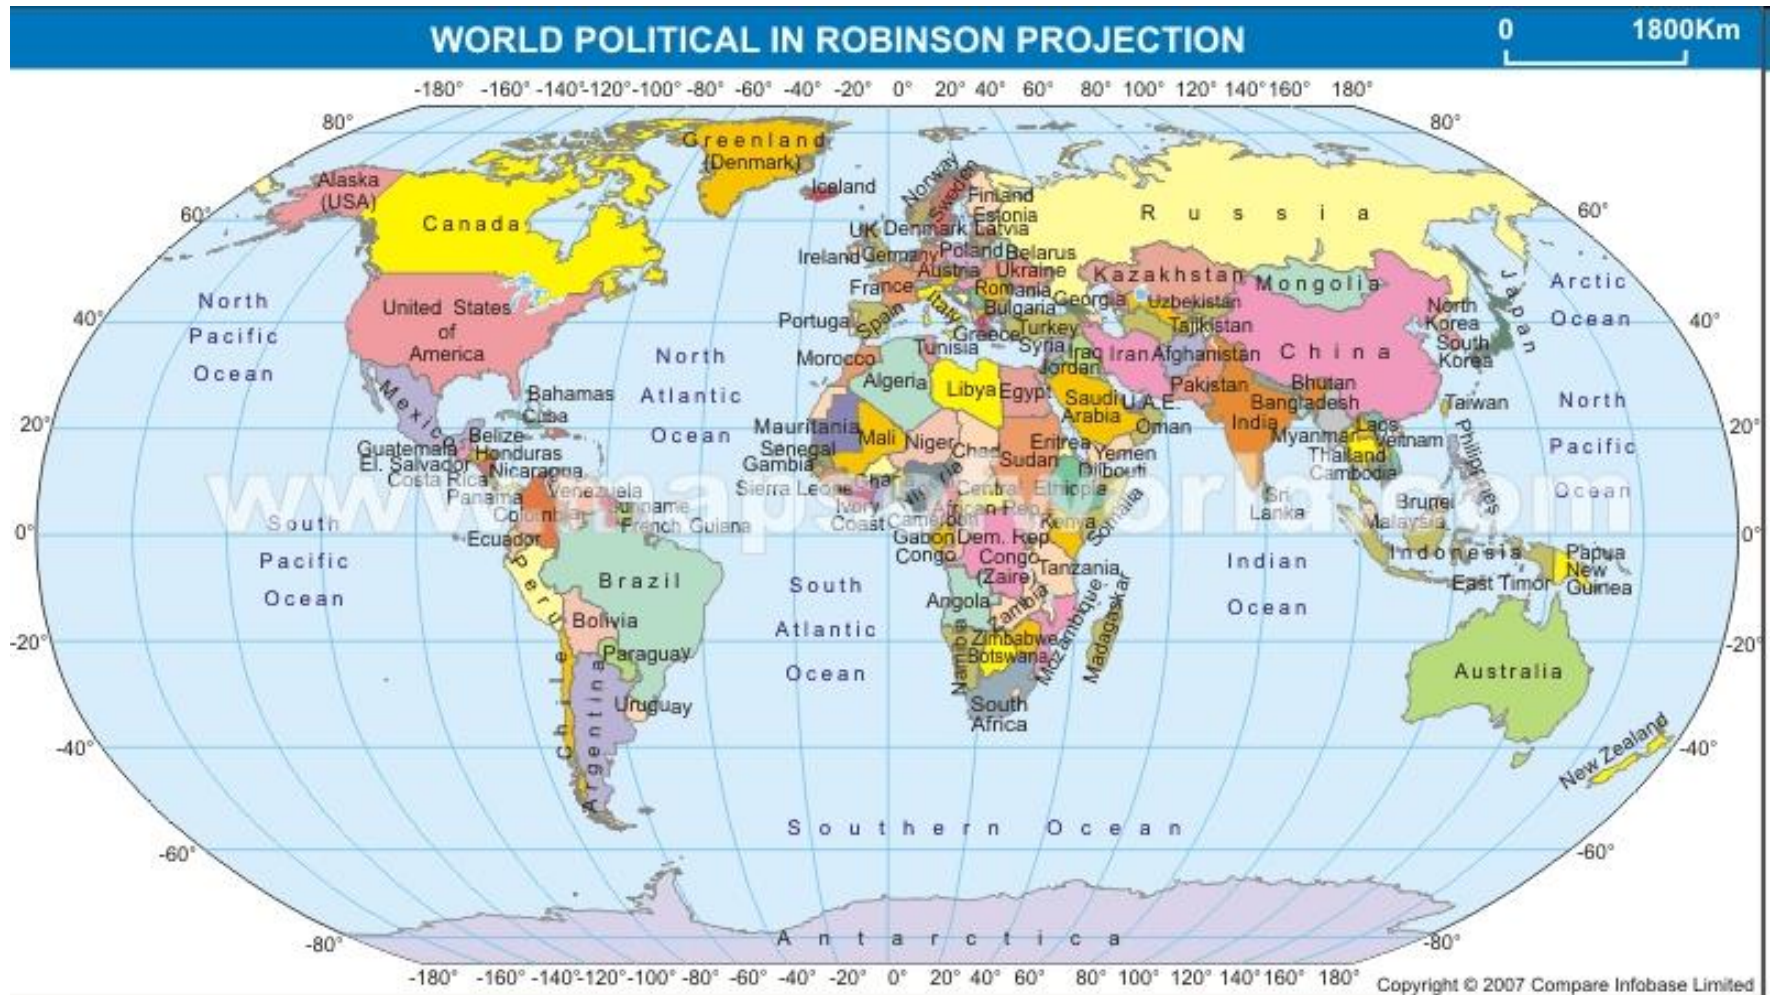 WORLD POLITICAL IN ROBINSON PROJECTION
0 1800Km
-180° -160° -140° -120° -100° -80° -60° -40° -20° 0° 20° 40° 60° 80° 100° 120° 140° 160° 180°
80° 80°
Greenland
(Denmark)
Alaska
(USA)
Iceland
Norway
Sweden
Finland
Estonia
Russia
60° 60°
Canada
UK Denmark Latvia
Ireland Germany Poland Belarus
Austria Ukraine
Kazakhstan Mongolia
France Romania
Italy
Bulgaria Georgia Uzbekistan
Portugal Spain
Greece Turkey Tajikistan
North
Pacific
Ocean
United States
of
America
Arctic
Ocean
North
Korea
South
Korea
Japan
40° 40°
North
Atlantic
Ocean
Morocco Tunisia Syria Iraq Iran Afghanistan China
Jordan
Algeria Libya Egypt Saudi
Arabia U.A.E. Pakistan Bhutan
Bangladesh
Taiwan
Mexico
Bahamas
Cuba
Oman India
Myanmar Laos
Veitnam
North
Pacific
Ocean
20° 20°
Mauritania Mali Niger Chad Eritrea Yemen
Senegal Sudan Djibouti
Gambia
Thailand
Cambodia
Philippines
Guatemala Belize
El. Salvador Honduras
Costa Rica Nicaragua
Panama Venezuela
Colombia Suriname
French Guiana
Sierra Leone
Ivory
Coast
Central
African Rep.
Ethiopia
Cameroon
Kenya
Somalia
Sri
Lanka
Brunei
Malaysia
www.mapsofworld.com
South
Pacific
Ocean
0° 0°
Ecuador
Gabon
Congo
Dem. Rep.
Congo
(Zaire)
Tanzania
Indian
Ocean
Indonesia
East Timor
Papua
New
Guinea
Peru
Brazil
South
Atlantic
Ocean
Angola
Zambia
Mozambique
Madagascar
Bolivia
-20° -20°
Paraguay
Namibia
Zimbabwe
Botswana
Australia
Chile
Argentina
Uruguay
South
Africa
-40° -40°
New Zealand
Southern Ocean
-60° -60°
Antarctica
-80° -80°
-180° -160° -140° -120° -100° -80° -60° -40° -20° 0° 20° 40° 60° 80° 100° 120° 140° 160° 180°
Copyright © 2007 Compare Infobase Limited